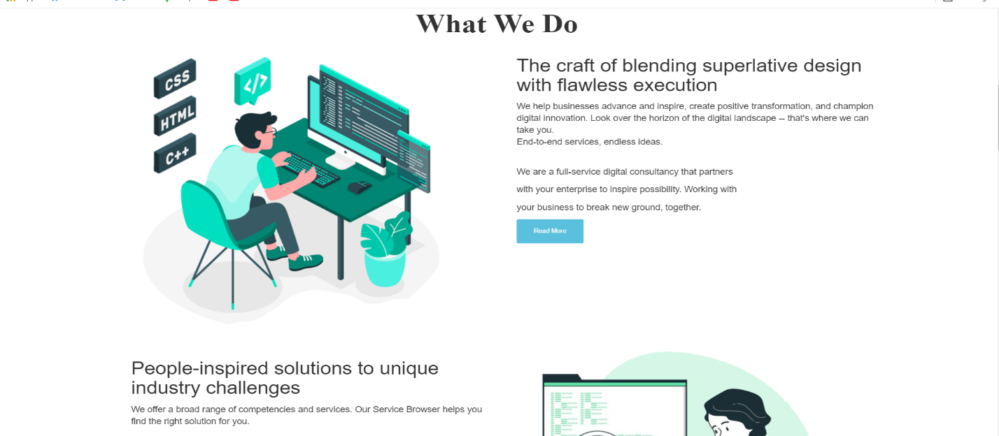 What We Do
CSS
</>
HTML
C++
The craft of blending superlative design
with flawless execution
We help businesses advance and inspire, create positive transformation, and champion
digital innovation. Look over the horizon of the digital landscape -- that's where we can
take you.
End-to-end services, endless ideas.
We are a full-service digital consultancy that partners
with your enterprise to inspire possibility. Working with
your business to break new ground, together.
Read More
People-inspired solutions to unique
industry challenges
We offer a broad range of competencies and services. Our Service Browser helps you
find the right solution for you.